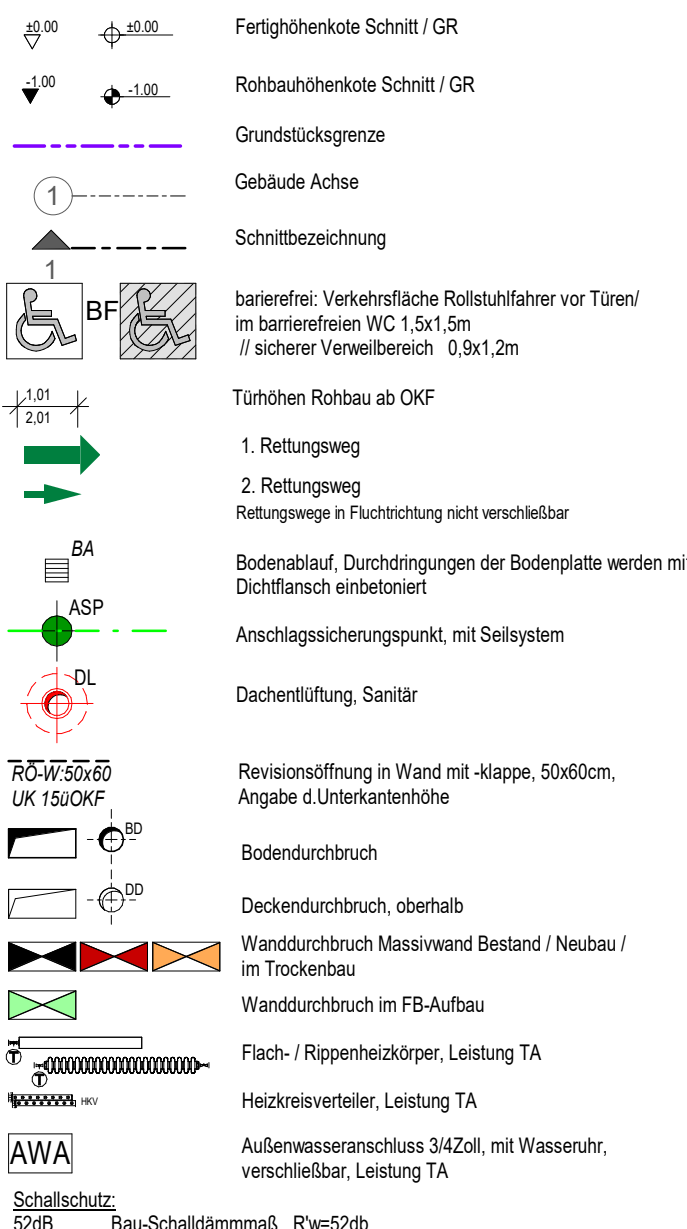 ±0.00 ±0.00 Fertighöhenkote Schnitt / GR
-1.00 -1.00 Rohbauhöhenkote Schnitt / GR
Grundstücksgrenze
1 Gebäude Achse
Schnittbezeichnung
1
BF
barierefrei: Verkehrsfläche Rollstuhlfahrer vor Türen/
im barrierefreien WC 1,5x1,5m
// sicherer Verweilbereich 0,9x1,2m
1,01
2,01
Türhöhen Rohbau ab OKF
1. Rettungsweg
2. Rettungsweg
Rettungswege in Fluchtrichtung nicht verschließbar
BA
Bodenablauf, Durchdringungen der Bodenplatte werden mit
Dichtflansch einbetoniert
ASP
Anschlagssicherungspunkt, mit Seilsystem
DL
Dachentlüftung, Sanitär
RÖ-W:50x60
UK 15üOKF
Revisionsöffnung in Wand mit -klappe, 50x60cm,
Angabe d.Unterkantenhöhe
BD
Bodendurchbruch
DD
Deckendurchbruch, oberhalb
Wanddurchbruch Massivwand Bestand / Neubau /
im Trockenbau
Wanddurchbruch im FB-Aufbau
T
T
Flach- / Rippenheizkörper, Leistung TA
HKV Heizkreisverteiler, Leistung TA
AWA
Außenwasseranschluss 3/4Zoll, mit Wasseruhr,
verschließbar, Leistung TA
Schallschutz:
52dB Bau-Schalldämmmaß R'w=52db